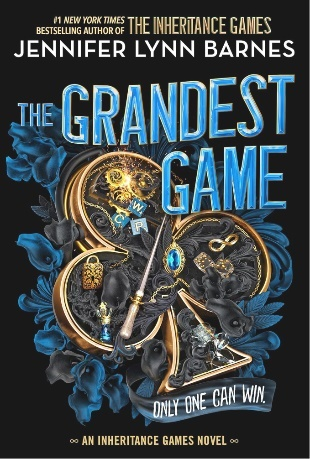 #1 NEW YORK TIMES
BESTSELLING AUTHOR OF THE INHERITANCE GAMES
JENNIFER LYNN BARNES
THE GRANDEST
GAME
W
C
P
ONLY ONE CAN WIN.
∞ AN INHERITANCE GAMES NOVEL ∞